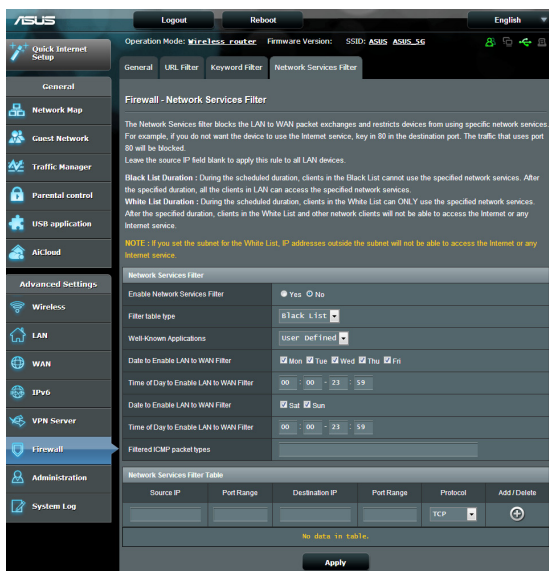 ASUS
Logout
Reboot
English
Quick Internet
Setup
Operation Mode: Wireless router Firmware Version: SSID: ASUS ASUS_5G
General
URL Filter
Keyword Filter
Network Services Filter
General
Network Map
Guest Network
Traffic Manager
Parental control
USB application
AiCloud
Advanced Settings
Wireless
LAN
WAN
IPv6
VPN Server
Firewall
Administration
System Log
Firewall - Network Services Filter
The Network Services filter blocks the LAN to WAN packet exchanges and restricts devices from using specific network services.
For example, if you do not want the device to use the Internet service, key in 80 in the destination port. The traffic that uses port
80 will be blocked.
Leave the source IP field blank to apply this rule to all LAN devices.
Black List Duration : During the scheduled duration, clients in the Black List cannot use the specified network services. After
the specified duration, all the clients in LAN can access the specified network services.
White List Duration : During the scheduled duration, clients in the White List can ONLY use the specified network services.
After the specified duration, clients in the White List and other network clients will not be able to access the Internet or any
Internet service.
NOTE : If you set the subnet for the White List, IP addresses outside the subnet will not be able to access the Internet or any
Internet service.
Network Services Filter
Enable Network Services Filter Yes No
Filter table type Black List
Well-Known Applications User Defined
Date to Enable LAN to WAN Filter Mon Tue Wed Thu Fri
Time of Day to Enable LAN to WAN Filter 00 : 00 - 23 : 59
Date to Enable LAN to WAN Filter Sat Sun
Time of Day to Enable LAN to WAN Filter 00 : 00 - 23 : 59
Filtered ICMP packet types
Network Services Filter Table
Source IP Port Range Destination IP Port Range Protocol Add / Delete
TCP
No data in table.
Apply